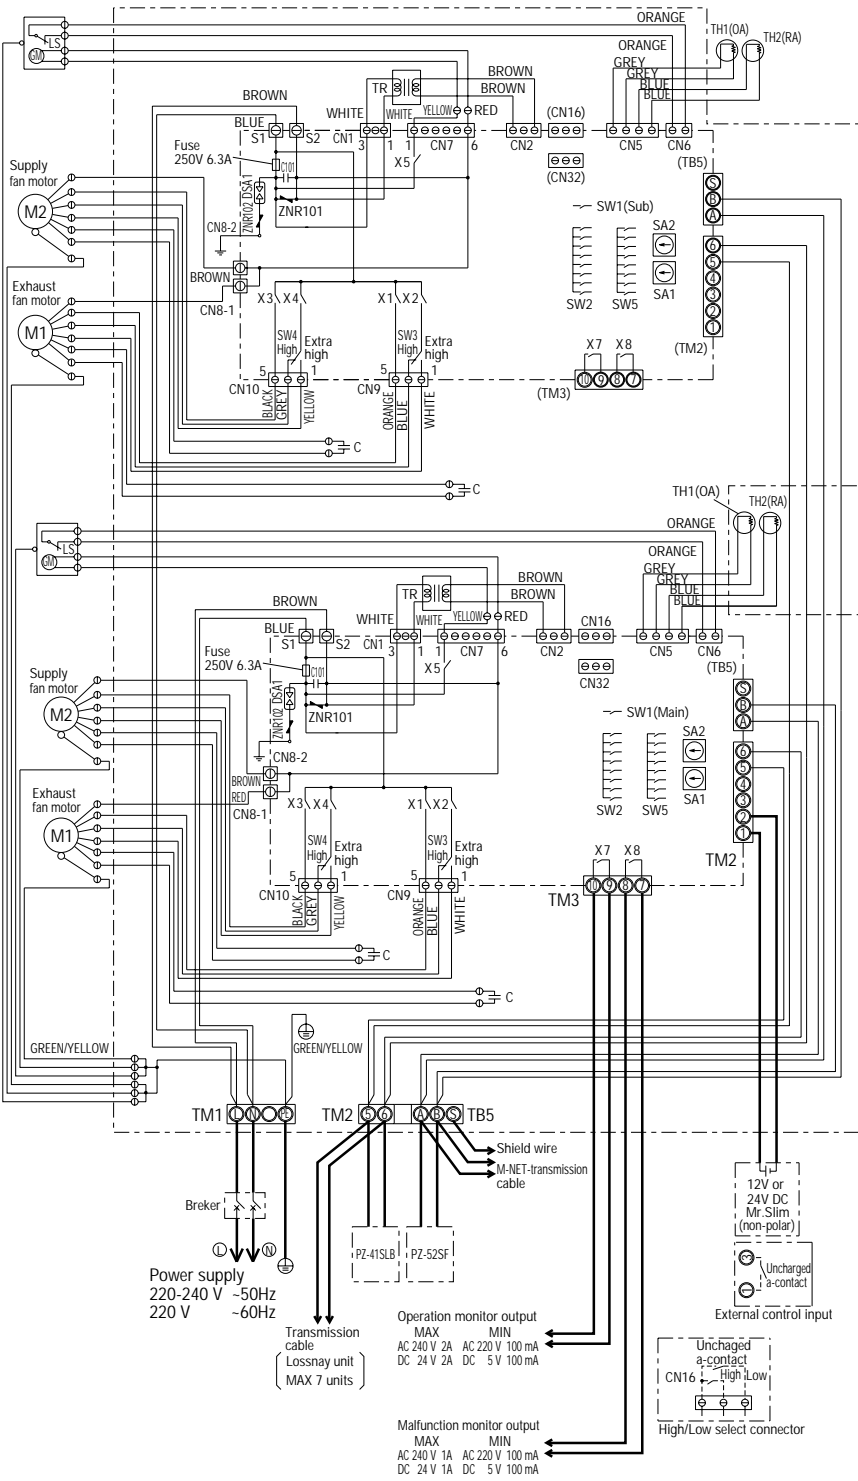 ORANGE
LS
GM
ORANGE
TH1(OA)
TH2(RA)
GREY
GREY
BLUE
BLUE
BROWN
TR
BROWN
BROWN
WHITE
WHITE
YELLOW
RED
(CN16)
BLUE
S1
S2
CN1
3
1
1
CN7
6
CN2
CN5
CN6
(TB5)
Fuse
250V 6.3A
C101
X5
(CN32)
Supply
fan motor
M2
DSA1
ZNR102
ZNR101
CN8-2
SW1(Sub)
S
B
A
SA2
SA1
SW2
SW5
6
5
4
3
2
1
(TM2)
BROWN
CN8-1
Exhaust
fan motor
M1
X3
X4
X1
X2
SW4
High
Extra
high
SW3
High
Extra
high
X7
X8
5
1
5
1
CN10
CN9
10
9
8
7
(TM3)
BLACK
GREY
YELLOW
ORANGE
BLUE
WHITE
C
C
TH1(OA)
TH2(RA)
ORANGE
LS
GM
ORANGE
GREY
GREY
BLUE
BLUE
BROWN
TR
BROWN
BROWN
WHITE
WHITE
YELLOW
RED
CN16
BLUE
S1
S2
CN1
3
1
1
CN7
6
CN2
CN5
CN6
(TB5)
Fuse
250V 6.3A
C101
X5
CN32
Supply
fan motor
M2
DSA1
ZNR102
ZNR101
CN8-2
SW1(Main)
S
B
A
SA2
SA1
SW2
SW5
6
5
4
3
2
1
TM2
BROWN
RED
CN8-1
Exhaust
fan motor
M1
X3
X4
X1
X2
SW4
High
Extra
high
SW3
High
Extra
high
X7
X8
5
1
5
1
CN10
CN9
10
9
8
7
TM3
BLACK
GREY
YELLOW
ORANGE
BLUE
WHITE
C
C
GREEN/YELLOW
GREEN/YELLOW
TM1
L
N
PE
TM2
5
6
A
B
S
TB5
Shield wire
M-NET-transmission
cable
Breker
L
N
PZ-41SLB
PZ-52SF
Power supply
220-240 V ~50Hz
220 V ~60Hz
Transmission
cable
Lossnay unit
MAX 7 units
12V or
24V DC
Mr.Slim
(non-polar)
3
1
Uncharged
a-contact
External control input
Operation monitor output
MAX MIN
AC 240 V 2A AC 220 V 100 mA
DC 24 V 2A DC 5 V 100 mA
Unchaged
a-contact
CN16
High
Low
High/Low select connector
Malfunction monitor output
MAX MIN
AC 240 V 1A AC 220 V 100 mA
DC 24 V 1A DC 5 V 100 mA